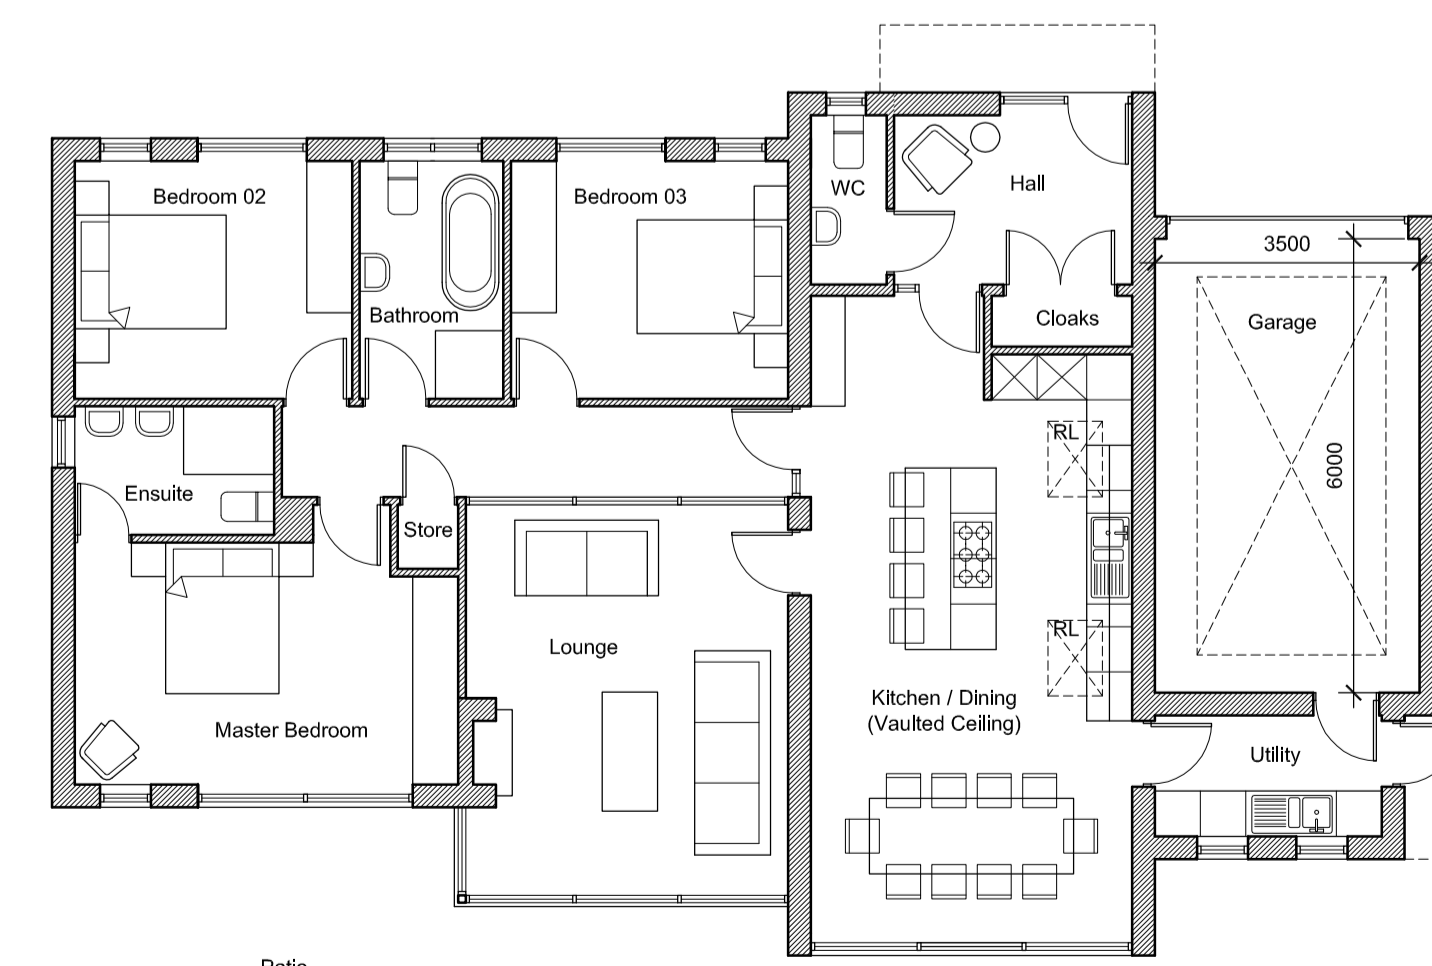 Bedroom 02
Bedroom 03
WC
Hall
3500
Bathroom
Cloaks
Garage
RL
6000
Ensuite
Store
RL
Lounge
Kitchen / Dining
(Vaulted Ceiling)
Master Bedroom
Utility
Patio